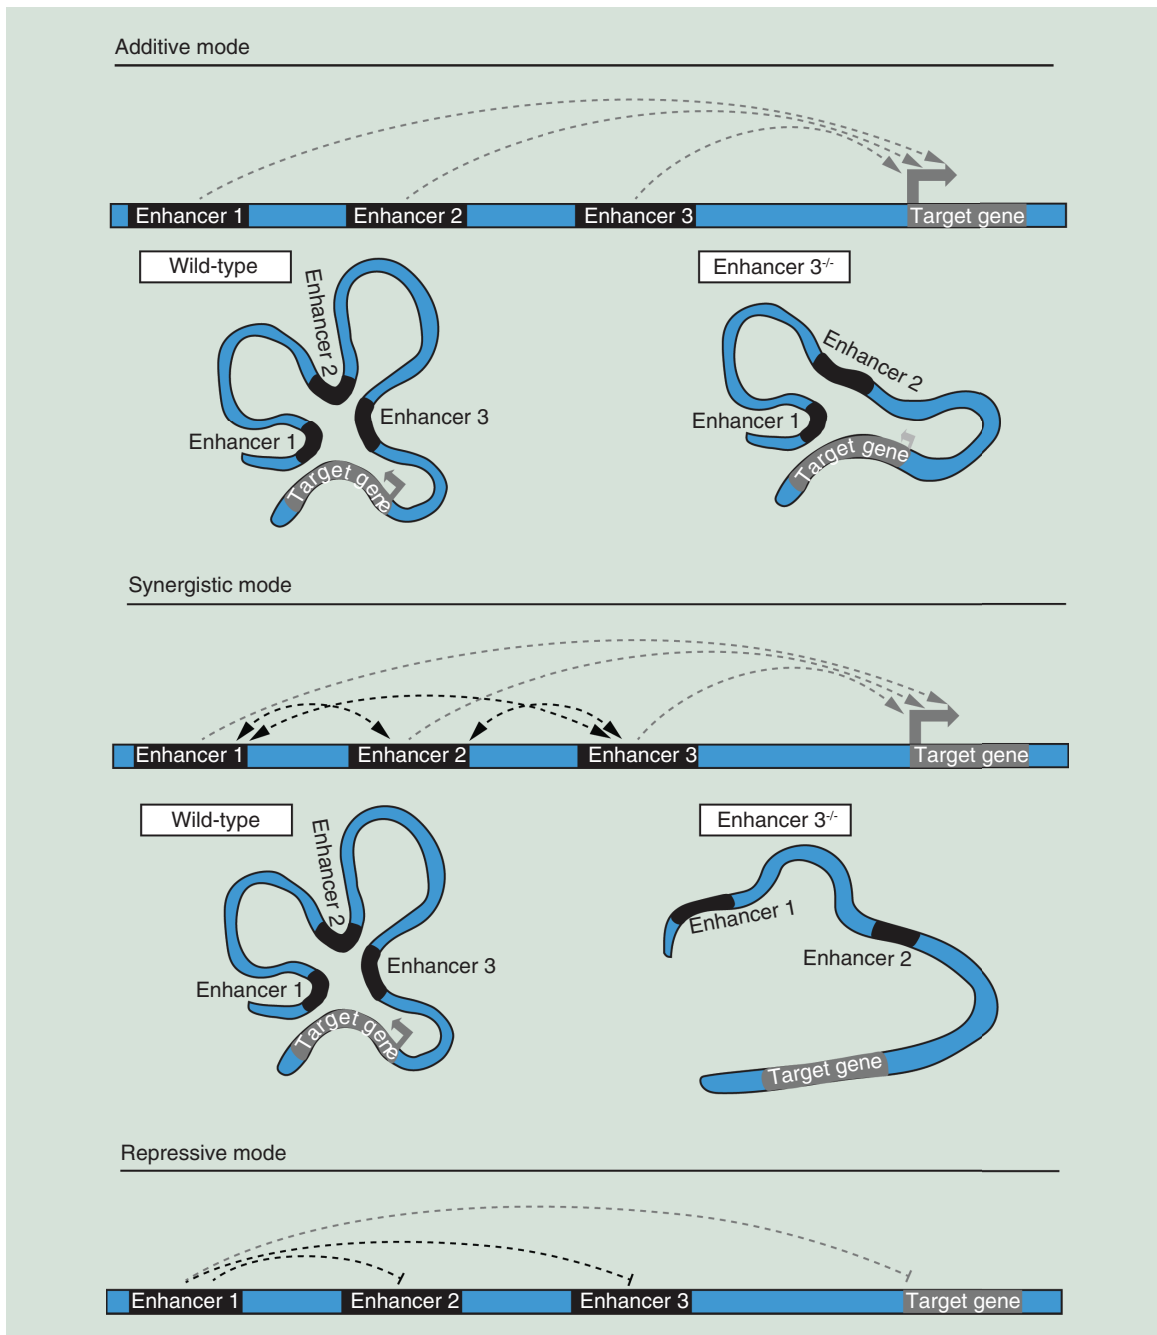 Additive mode
Enhancer 1 Enhancer 2 Enhancer 3 Target gene
Wild-type
Enhancer 3-/-
Enhancer 2
Enhancer 3
Enhancer 1
Target gene
Enhancer 2
Enhancer 1
Target gene
Synergistic mode
Enhancer 1 Enhancer 2 Enhancer 3 Target gene
Wild-type
Enhancer 3-/-
Enhancer 2
Enhancer 3
Enhancer 1
Target gene
Enhancer 1
Enhancer 2
Target gene
Repressive mode
Enhancer 1 Enhancer 2 Enhancer 3 Target gene